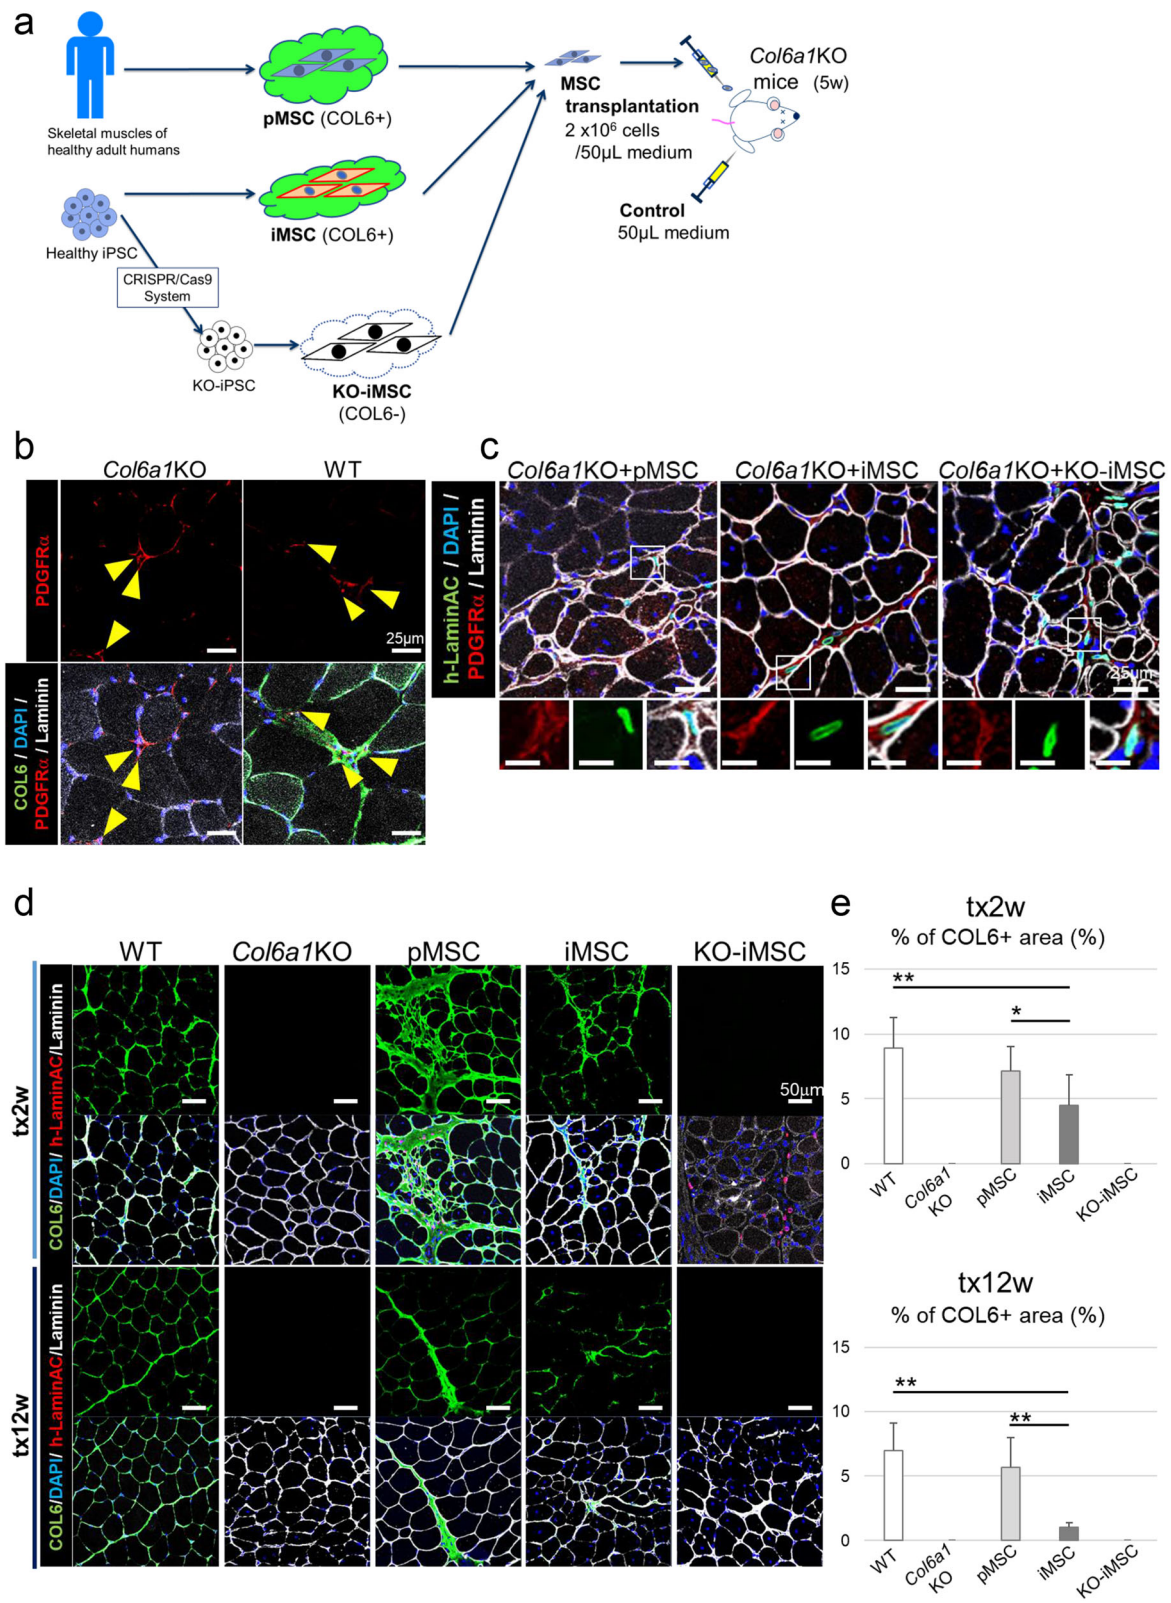 a
Skeletal muscles of
healthy adult humans
pMSC (COL6+)
MSC
transplantation
2 x10⁶ cells
/50µL medium
Col6a1KO
mice (5w)
Healthy iPSC
iMSC (COL6+)
Control
50µL medium
CRISPR/Cas9
System
KO-iPSC
KO-iMSC
(COL6-)
b
Col6a1KO
WT
PDGFRα
25µm
COL6 / DAPI /
PDGFRα / Laminin
c
Col6a1KO+pMSC
Col6a1KO+iMSC
Col6a1KO+KO-iMSC
h-LaminAC / DAPI /
PDGFRα / Laminin
25µm
d
WT
Col6a1KO
pMSC
iMSC
KO-iMSC
tx2w
COL6/DAPI/ h-LaminAC/Laminin
50µm
tx12w
COL6/DAPI/ h-LaminAC/Laminin
e
tx2w
% of COL6+ area (%)
15
**
*
10
5
0
WT
Col6a1
KO
pMSC
iMSC
KO-iMSC
tx12w
% of COL6+ area (%)
15
**
**
10
5
0
WT
Col6a1
KO
pMSC
iMSC
KO-iMSC